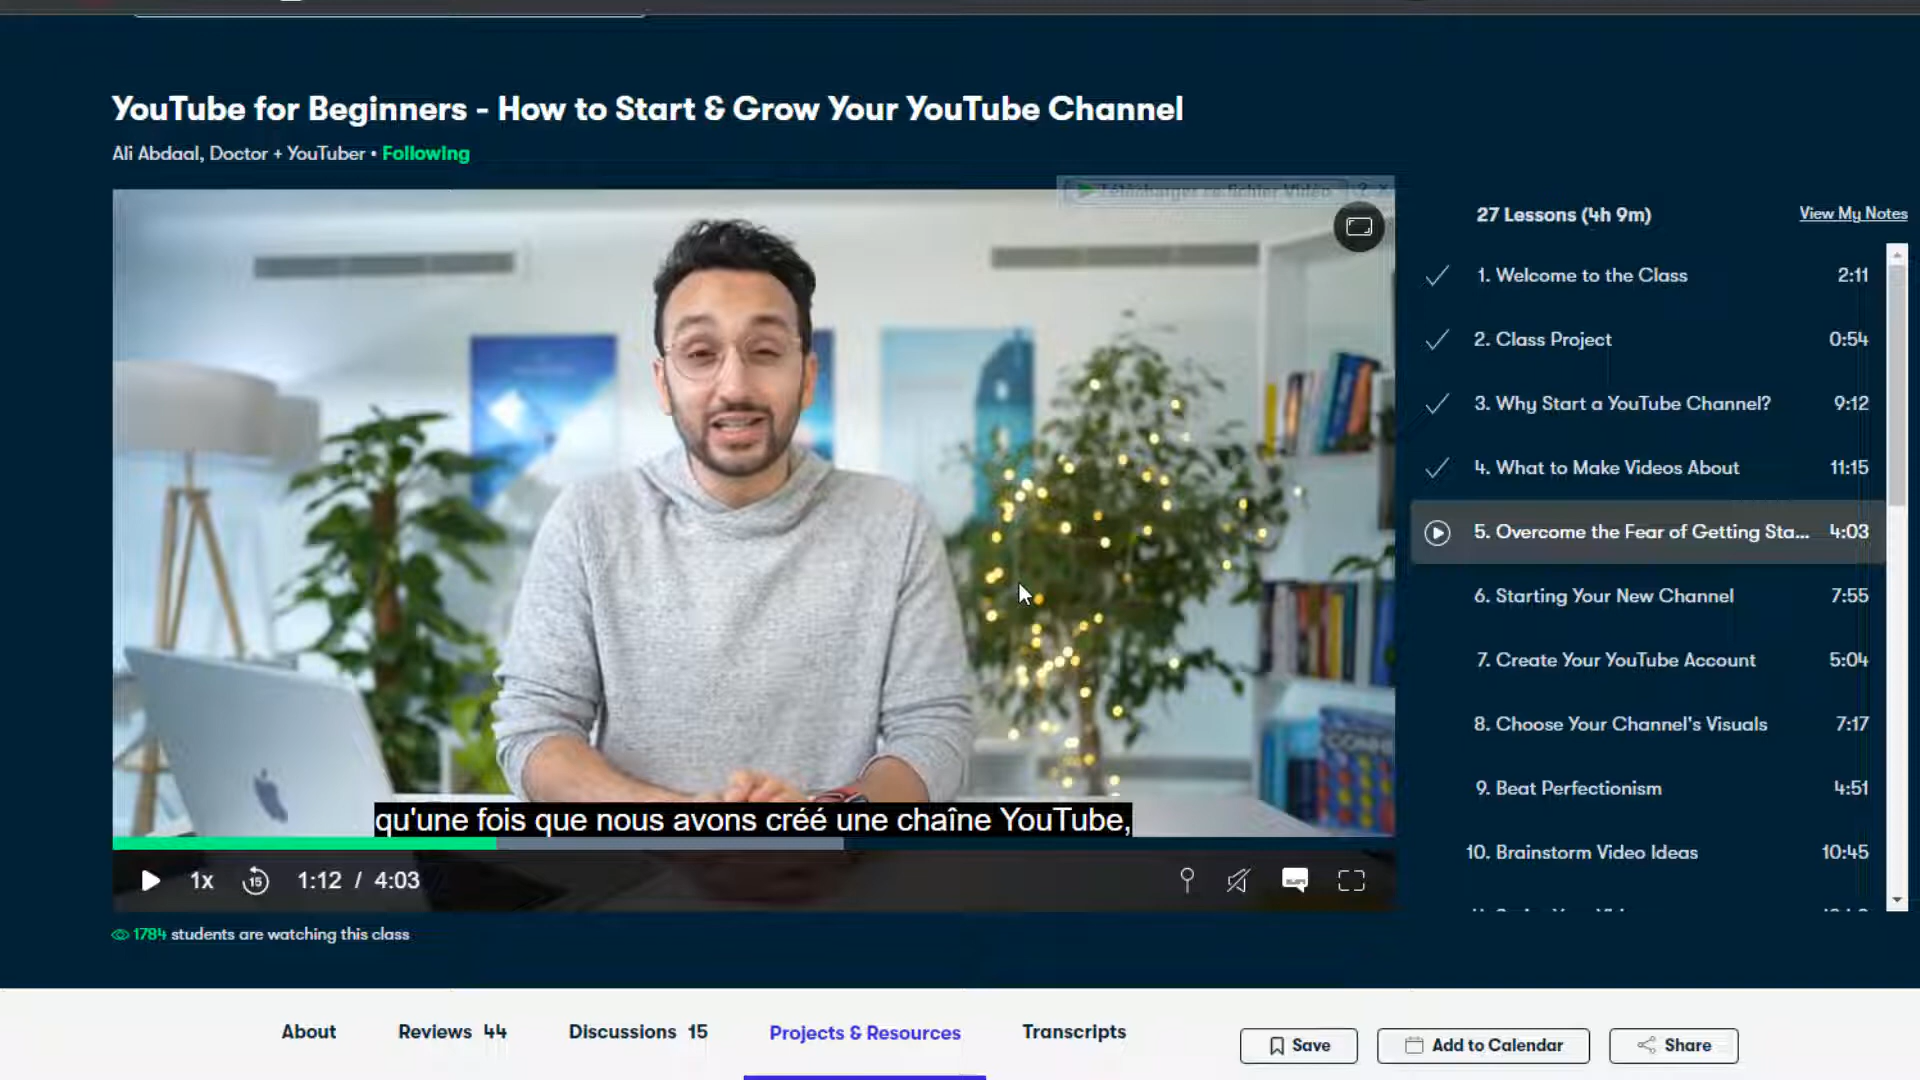 YouTube for Beginners - How to Start & Grow Your YouTube Channel
Ali Abdaal, Doctor + YouTuber • Following
Télécharger ce fichier Vidéo ? ×
27 Lessons (4h 9m)
View My Notes
1. Welcome to the Class 2:11
2. Class Project 0:54
3. Why Start a YouTube Channel? 9:12
4. What to Make Videos About 11:15
5. Overcome the Fear of Getting Sta... 4:03
6. Starting Your New Channel 7:55
7. Create Your YouTube Account 5:04
8. Choose Your Channel's Visuals 7:17
9. Beat Perfectionism 4:51
10. Brainstorm Video Ideas 10:45
qu'une fois que nous avons créé une chaîne YouTube,
1x 15 1:12 / 4:03
1784 students are watching this class
About Reviews 44 Discussions 15 Projects & Resources Transcripts
Save Add to Calendar Share